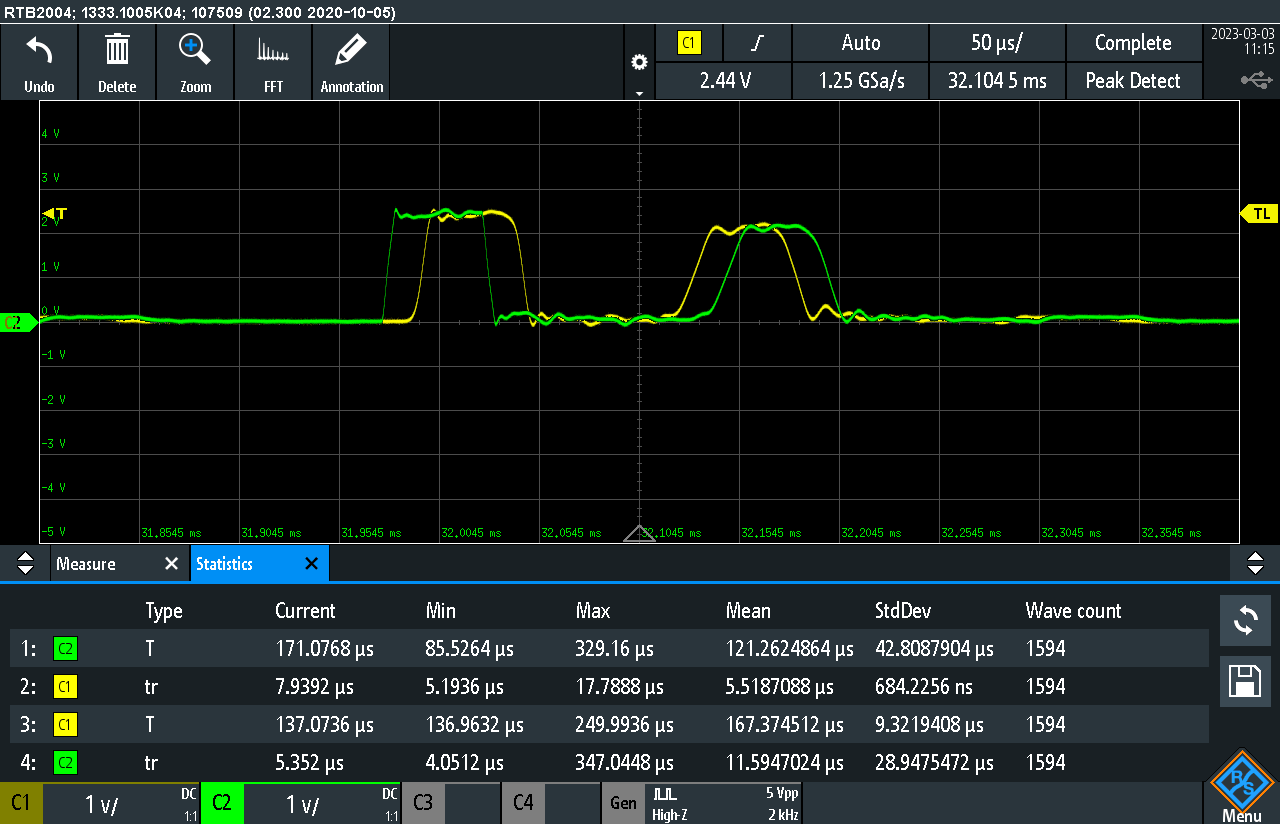 RTB2004; 1333.1005K04; 107509 (02.300 2020-10-05)
Undo Delete Zoom FFT Annotation
C1 Auto 50 µs/ Complete
2.44 V 1.25 GSa/s 32.104 5 ms Peak Detect
2023-03-03
11:15
4 V
3 V
T
2 V
TL
1 V
0 V
C2
-1 V
-2 V
-3 V
-4 V
-5 V
31.8545 ms 31.9045 ms 31.9545 ms 32.0045 ms 32.0545 ms 32.1045 ms 32.1545 ms 32.2045 ms 32.2545 ms 32.3045 ms 32.3545 ms
Measure Statistics
Type Current Min Max Mean StdDev Wave count
1: C2 T 171.0768 µs 85.5264 µs 329.16 µs 121.2624864 µs 42.8087904 µs 1594
2: C1 tr 7.9392 µs 5.1936 µs 17.7888 µs 5.5187088 µs 684.2256 ns 1594
3: C1 T 137.0736 µs 136.9632 µs 249.9936 µs 167.374512 µs 9.3219408 µs 1594
4: C2 tr 5.352 µs 4.0512 µs 347.0448 µs 11.5947024 µs 28.9475472 µs 1594
C1 1 V/ DC 1:1 C2 1 V/ DC 1:1 C3 C4 Gen High-Z 5 Vpp 2 kHz
R&S
Menu